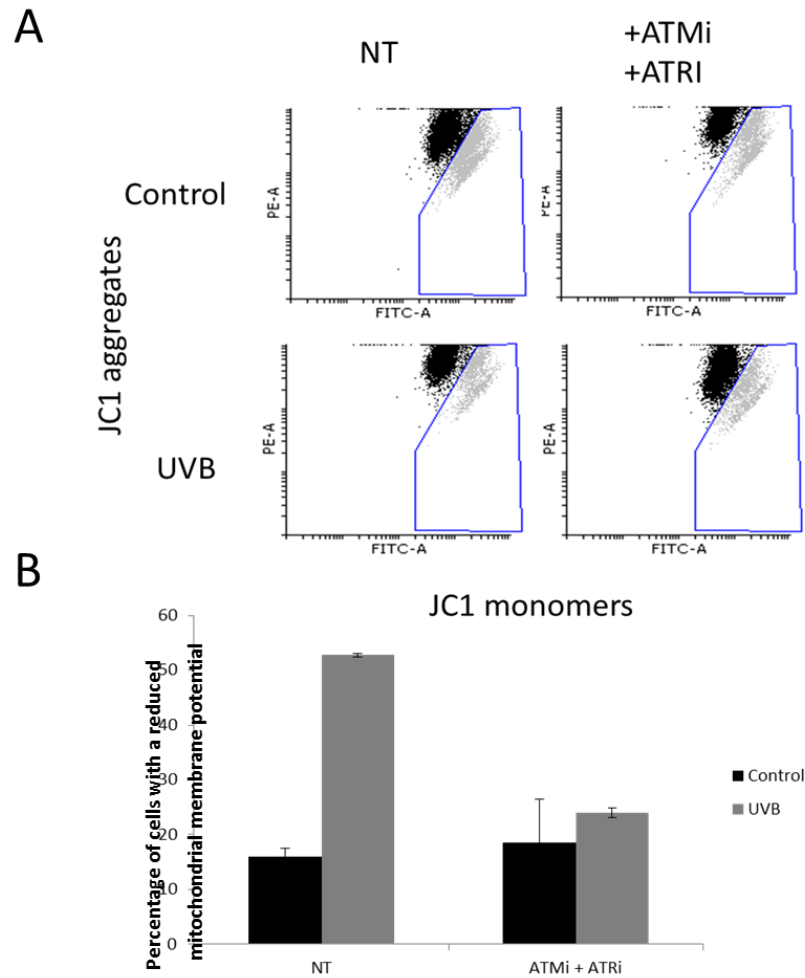 A
NT
+ATMi
+ATRI
Control
PE-A
FITC-A
PE-A
FITC-A
JC1 aggregates
UVB
PE-A
FITC-A
PE-A
FITC-A
B
JC1 monomers
Percentage of cells with a reduced
mitochondrial membrane potential
60
50
40
30
20
10
0
Control
UVB
NT
ATMi + ATRi